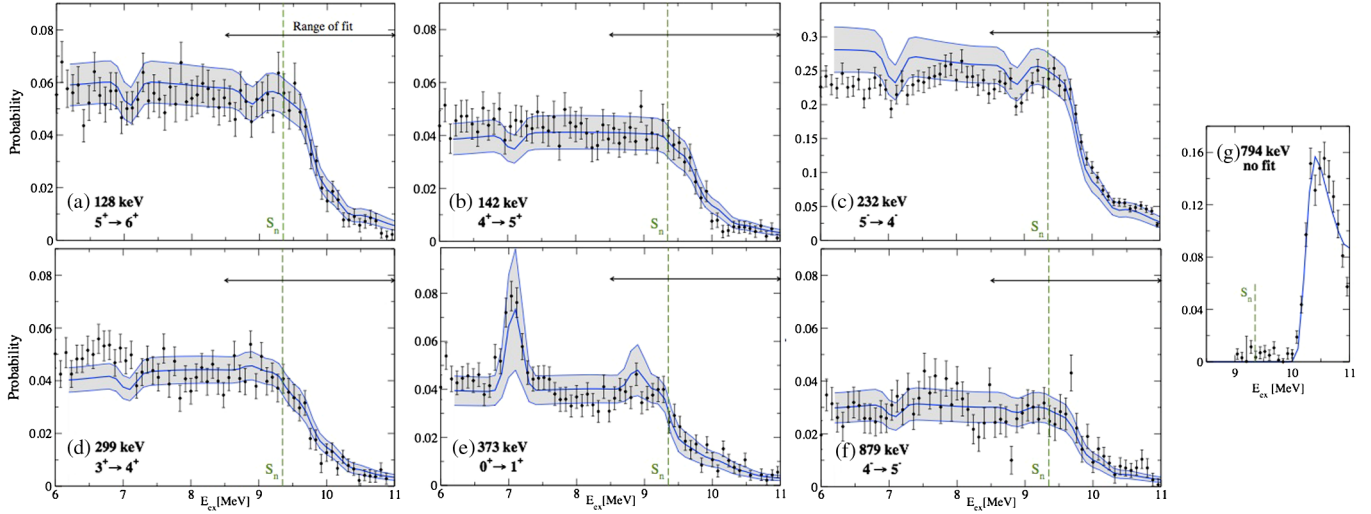 Probability
0.08
0.06
0.04
0.02
0
Range of fit
(a) 128 keV
5⁺→6⁺
Sₙ
0.08
0.06
0.04
0.02
0
(b) 142 keV
4⁺→5⁺
Sₙ
0.3
0.25
0.2
0.15
0.1
0.05
0
(c) 232 keV
5⁻→4⁻
Sₙ
Probability
0.08
0.06
0.04
0.02
0
(d) 299 keV
3⁺→4⁺
Sₙ
6 7 8 9 10 11
E_ex[MeV]
0.08
0.06
0.04
0.02
0
(e) 373 keV
0⁺→1⁺
Sₙ
6 7 8 9 10 11
E_ex[MeV]
0.08
0.06
0.04
0.02
0
(f) 879 keV
4⁻→5⁻
Sₙ
6 7 8 9 10 11
E_ex[MeV]
0.16
0.12
0.08
0.04
0
(g) 794 keV
no fit
Sₙ
9 10 11
E_ex [MeV]